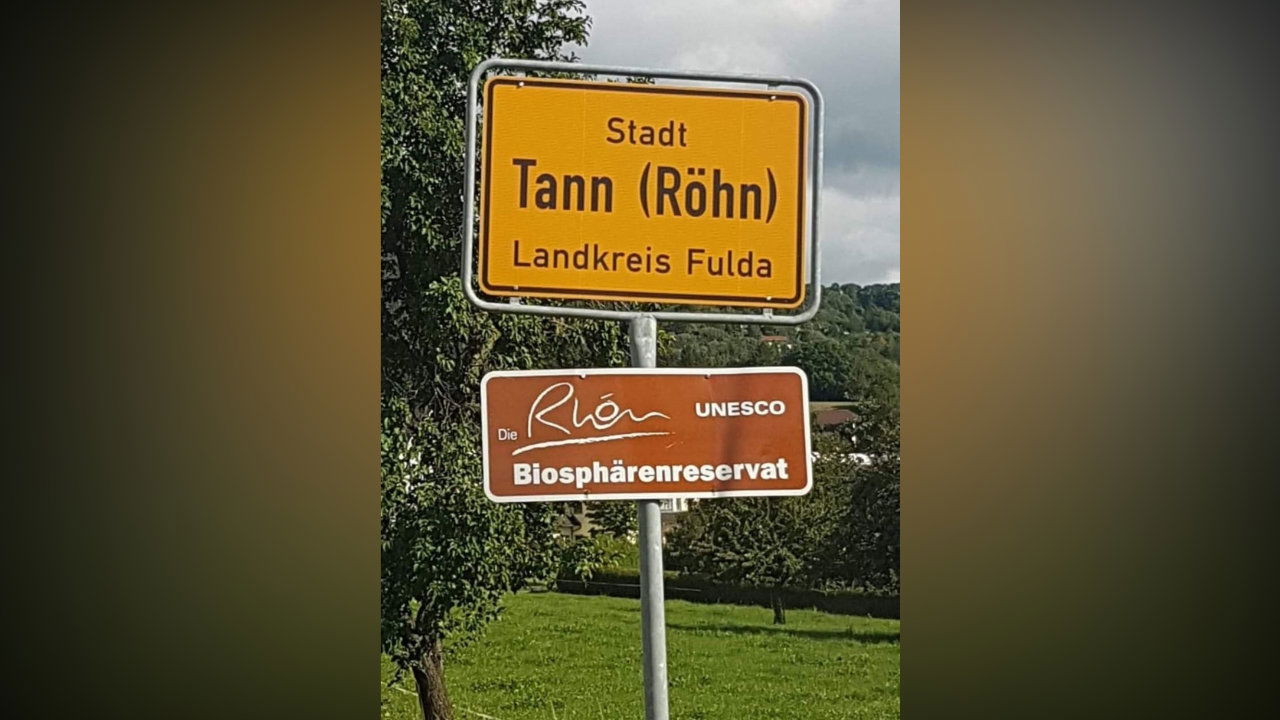 Stadt
Tann (Röhn)
Landkreis Fulda
Die Rhön UNESCO
Biosphärenreservat